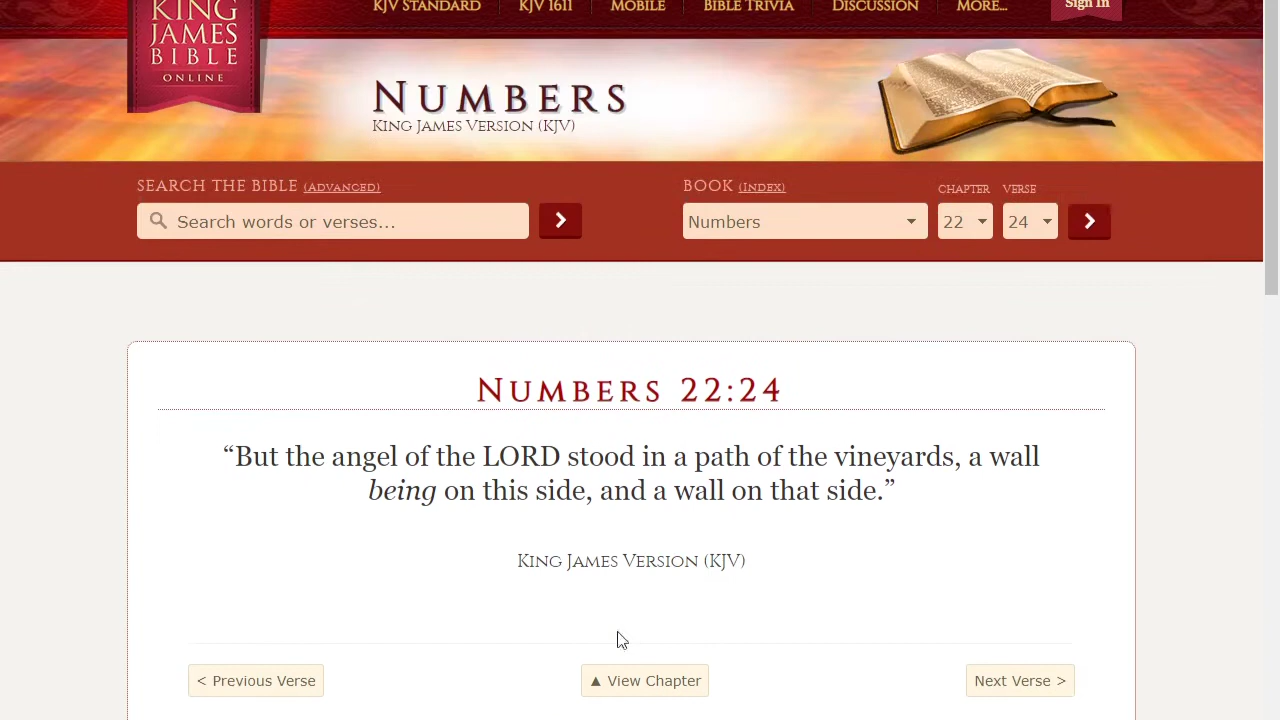 KING
JAMES
BIBLE
ONLINE
KJV STANDARD
KJV 1611
MOBILE
BIBLE TRIVIA
DISCUSSION
MORE...
Sign In
NUMBERS
KING JAMES VERSION (KJV)
SEARCH THE BIBLE (ADVANCED)
BOOK (INDEX)
CHAPTER
VERSE
Search words or verses...
Numbers
22
24
NUMBERS 22:24
“But the angel of the LORD stood in a path of the vineyards, a wall
being on this side, and a wall on that side.”
KING JAMES VERSION (KJV)
< Previous Verse
▲ View Chapter
Next Verse >